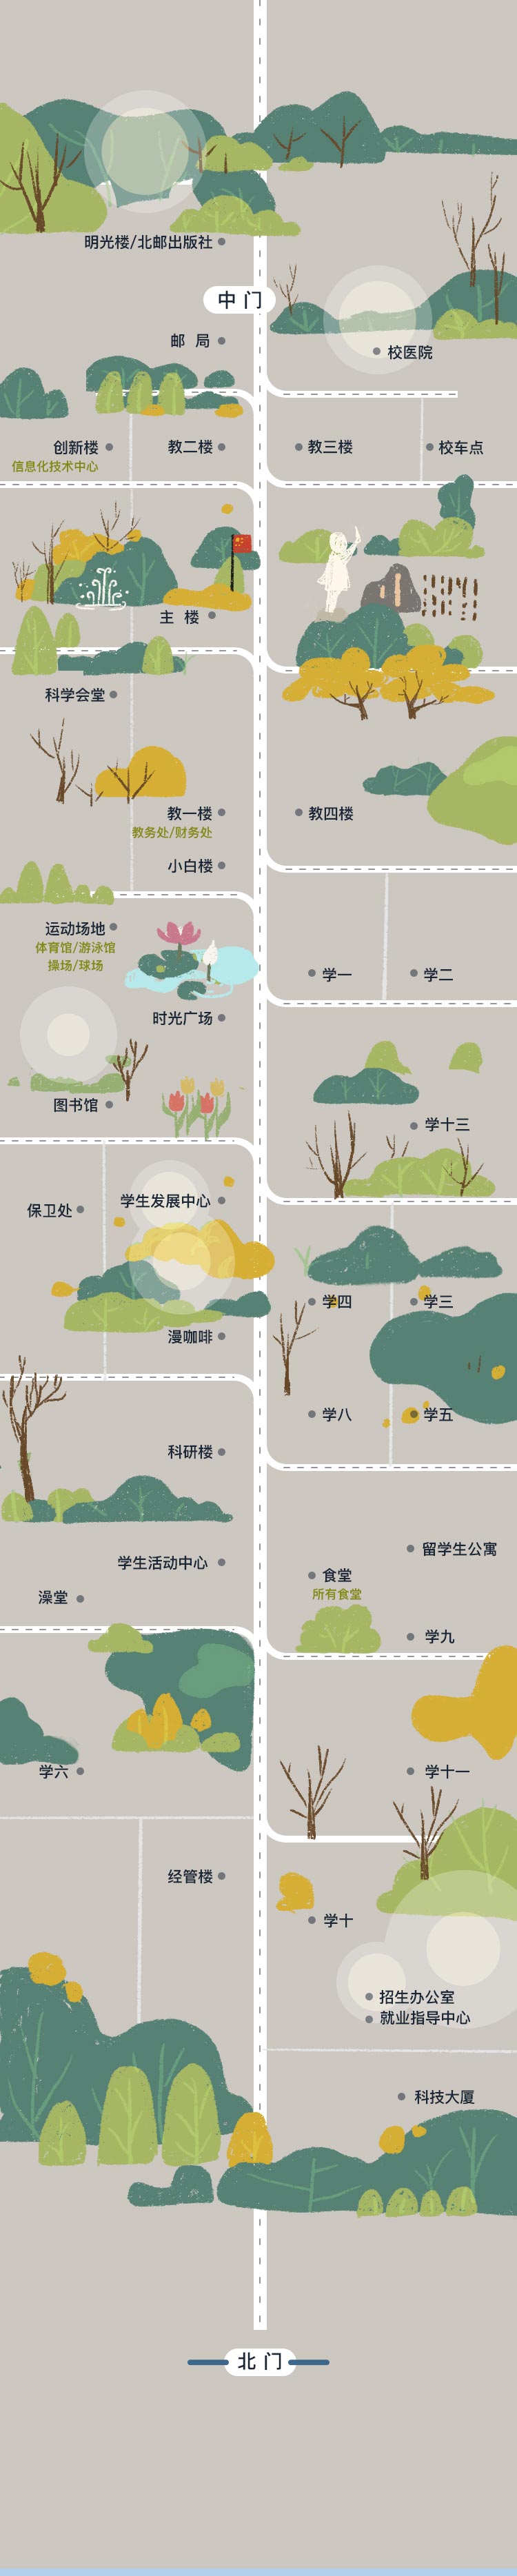 明光楼/北邮出版社
中 门
邮 局
校医院
创新楼
信息化技术中心
教二楼
教三楼
校车点
主 楼
科学会堂
教一楼
教务处/财务处
教四楼
小白楼
运动场地
体育馆/游泳馆
操场/球场
学一
学二
时光广场
图书馆
学十三
学生发展中心
保卫处
学四
学三
漫咖啡
学八
学五
科研楼
留学生公寓
学生活动中心
食堂
所有食堂
澡堂
学九
学六
学十一
经管楼
学十
招生办公室
就业指导中心
科技大厦
北 门